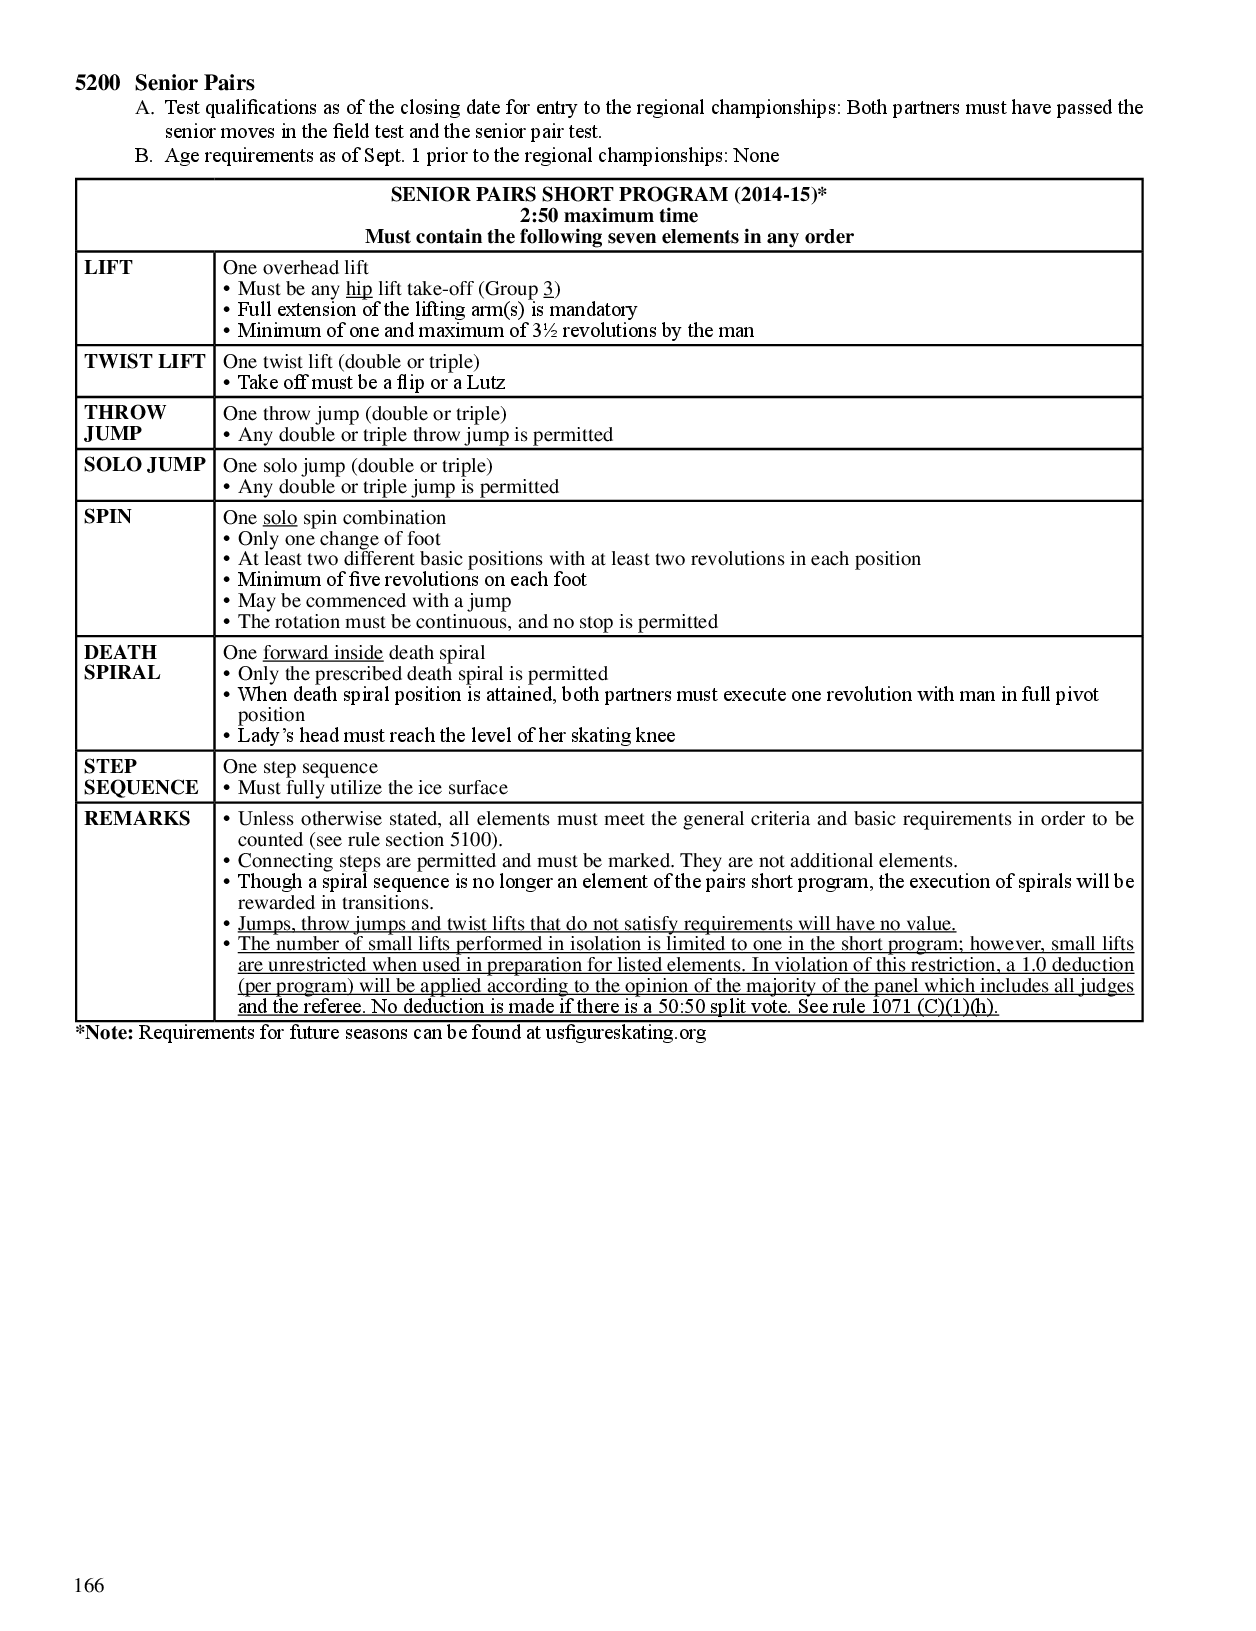 5200 Senior Pairs
A. Test qualifications as of the closing date for entry to the regional championships: Both partners must have passed the
senior moves in the field test and the senior pair test.
B. Age requirements as of Sept. 1 prior to the regional championships: None
SENIOR PAIRS SHORT PROGRAM (2014-15)*
2:50 maximum time
Must contain the following seven elements in any order
LIFT
One overhead lift
• Must be any hip lift take-off (Group 3)
• Full extension of the lifting arm(s) is mandatory
• Minimum of one and maximum of 3½ revolutions by the man
TWIST LIFT
One twist lift (double or triple)
• Take off must be a flip or a Lutz
THROW
JUMP
One throw jump (double or triple)
• Any double or triple throw jump is permitted
SOLO JUMP
One solo jump (double or triple)
• Any double or triple jump is permitted
SPIN
One solo spin combination
• Only one change of foot
• At least two different basic positions with at least two revolutions in each position
• Minimum of five revolutions on each foot
• May be commenced with a jump
• The rotation must be continuous, and no stop is permitted
DEATH
SPIRAL
One forward inside death spiral
• Only the prescribed death spiral is permitted
• When death spiral position is attained, both partners must execute one revolution with man in full pivot
position
• Lady's head must reach the level of her skating knee
STEP
SEQUENCE
One step sequence
• Must fully utilize the ice surface
REMARKS
• Unless otherwise stated, all elements must meet the general criteria and basic requirements in order to be
counted (see rule section 5100).
• Connecting steps are permitted and must be marked. They are not additional elements.
• Though a spiral sequence is no longer an element of the pairs short program, the execution of spirals will be
rewarded in transitions.
• Jumps, throw jumps and twist lifts that do not satisfy requirements will have no value.
• The number of small lifts performed in isolation is limited to one in the short program; however, small lifts
are unrestricted when used in preparation for listed elements. In violation of this restriction, a 1.0 deduction
(per program) will be applied according to the opinion of the majority of the panel which includes all judges
and the referee. No deduction is made if there is a 50:50 split vote. See rule 1071 (C)(1)(h).
*Note: Requirements for future seasons can be found at usfigureskating.org
166